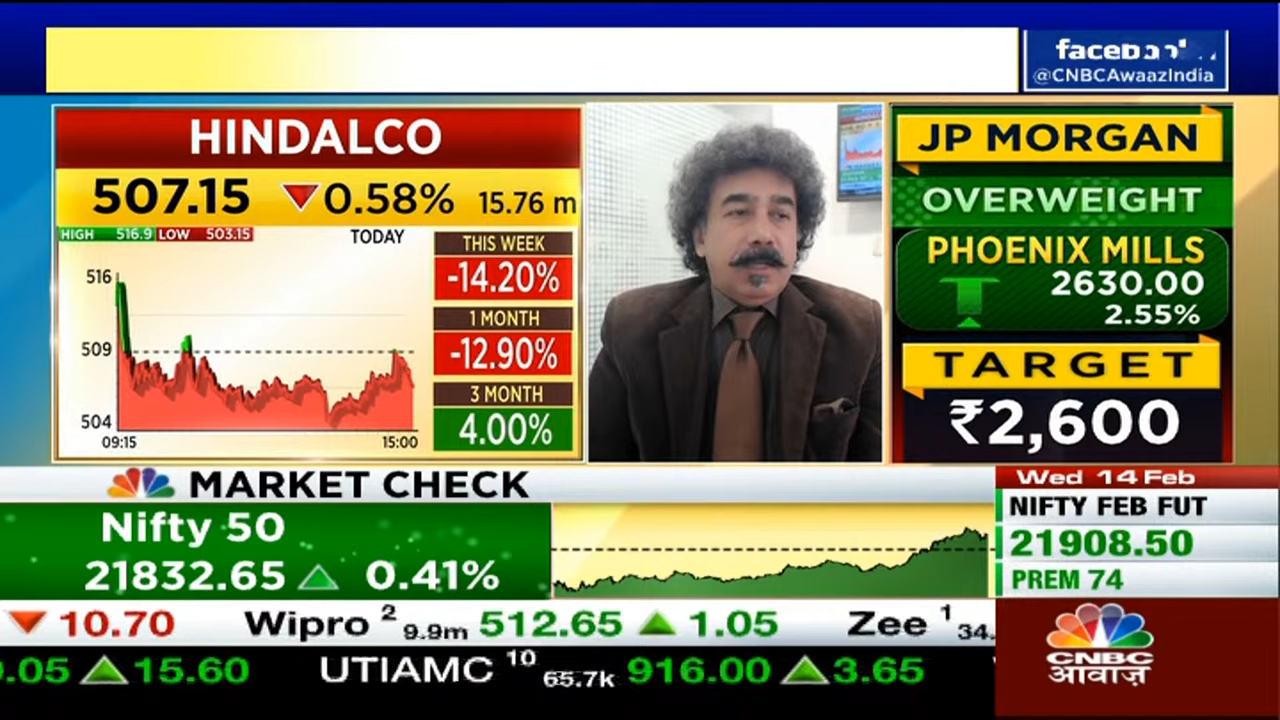 @CNBCAwaazIndia
HINDALCO
507.15 ▼ 0.58% 15.76 m
HIGH 516.9 LOW 503.15
TODAY
516
509
504
09:15 15:00
THIS WEEK
-14.20%
1 MONTH
-12.90%
3 MONTH
4.00%
JP MORGAN
OVERWEIGHT
PHOENIX MILLS
2630.00
2.55%
TARGET
₹2,600
MARKET CHECK
Nifty 50
21832.65 ▲ 0.41%
Wed 14 Feb
NIFTY FEB FUT
21908.50
PREM 74
▼ 10.70 Wipro 2 9.9m 512.65 ▲ 1.05 Zee 1 34.
.05 ▲ 15.60 UTIAMC 10 65.7k 916.00 ▲ 3.65
CNBC
आवाज़